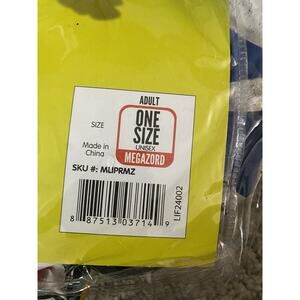 ADULT
SIZE
ONE
SIZE
UNISEX
MEGAZORD
Made in
China
SKU #: MLIPRMZ
8 87513 03714 9
LIF24002